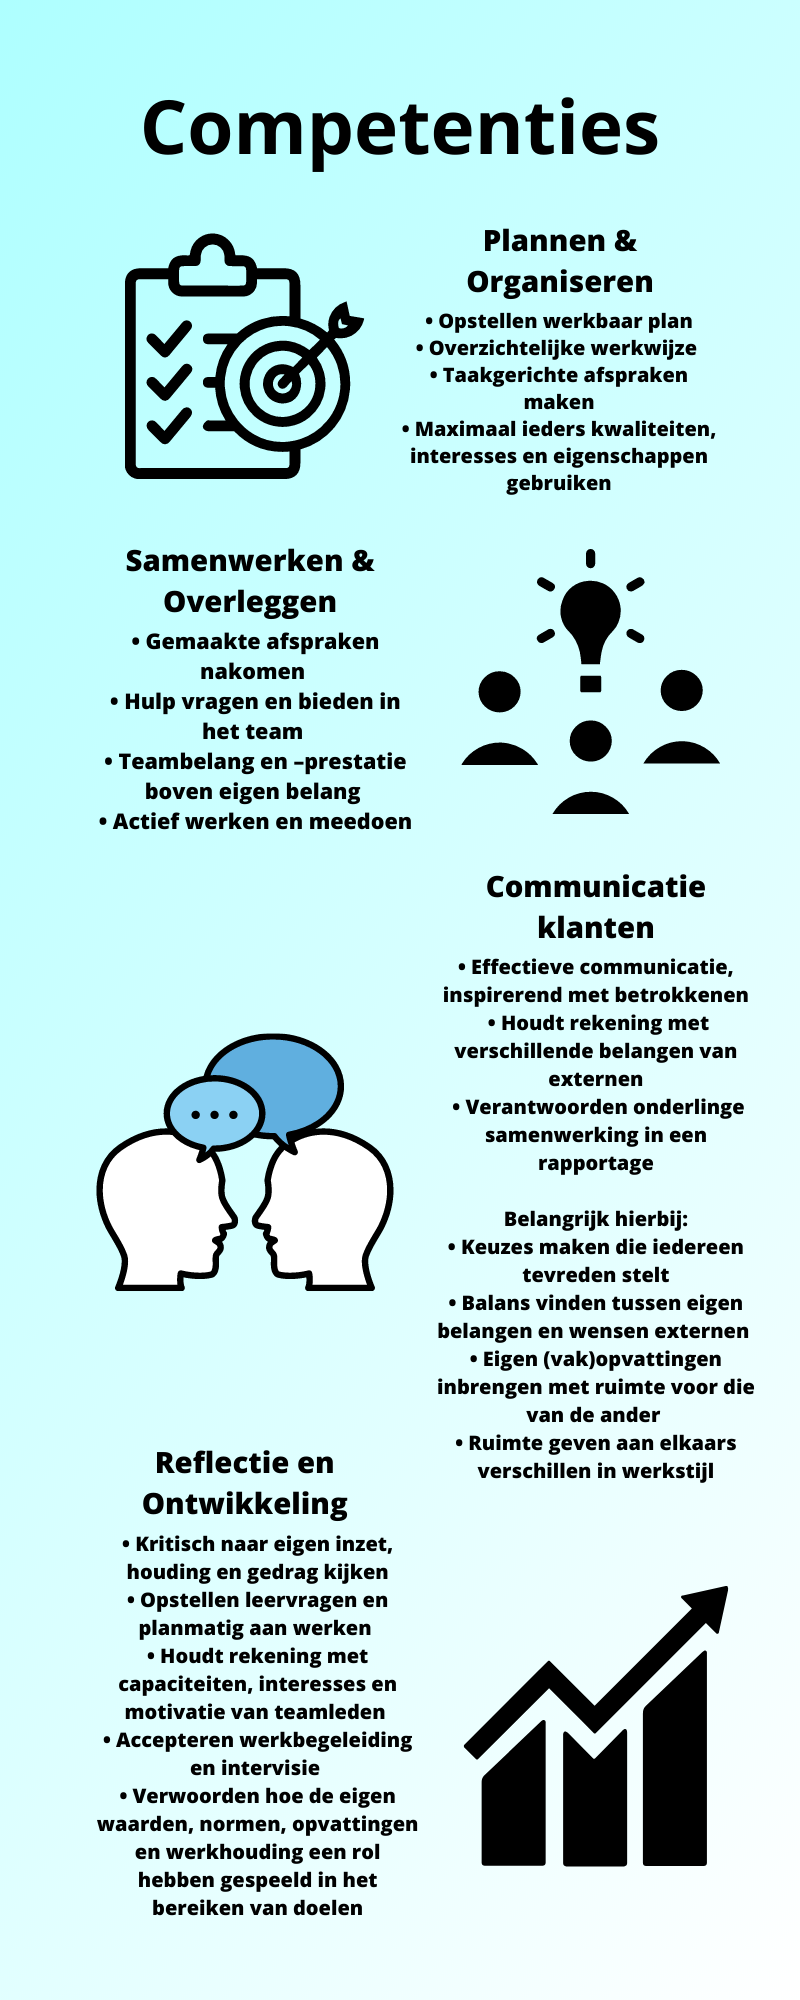 Competenties
Plannen &
Organiseren
• Opstellen werkbaar plan
• Overzichtelijke werkwijze
• Taakgerichte afspraken
maken
• Maximaal ieders kwaliteiten,
interesses en eigenschappen
gebruiken
Samenwerken &
Overleggen
• Gemaakte afspraken
nakomen
• Hulp vragen en bieden in
het team
• Teambelang en –prestatie
boven eigen belang
• Actief werken en meedoen
Communicatie
klanten
• Effectieve communicatie,
inspirerend met betrokkenen
• Houdt rekening met
verschillende belangen van
externen
• Verantwoorden onderlinge
samenwerking in een
rapportage
Belangrijk hierbij:
• Keuzes maken die iedereen
tevreden stelt
• Balans vinden tussen eigen
belangen en wensen externen
• Eigen (vak)opvattingen
inbrengen met ruimte voor die
van de ander
• Ruimte geven aan elkaars
verschillen in werkstijl
Reflectie en
Ontwikkeling
• Kritisch naar eigen inzet,
houding en gedrag kijken
• Opstellen leervragen en
planmatig aan werken
• Houdt rekening met
capaciteiten, interesses en
motivatie van teamleden
• Accepteren werkbegeleiding
en intervisie
• Verwoorden hoe de eigen
waarden, normen, opvattingen
en werkhouding een rol
hebben gespeeld in het
bereiken van doelen